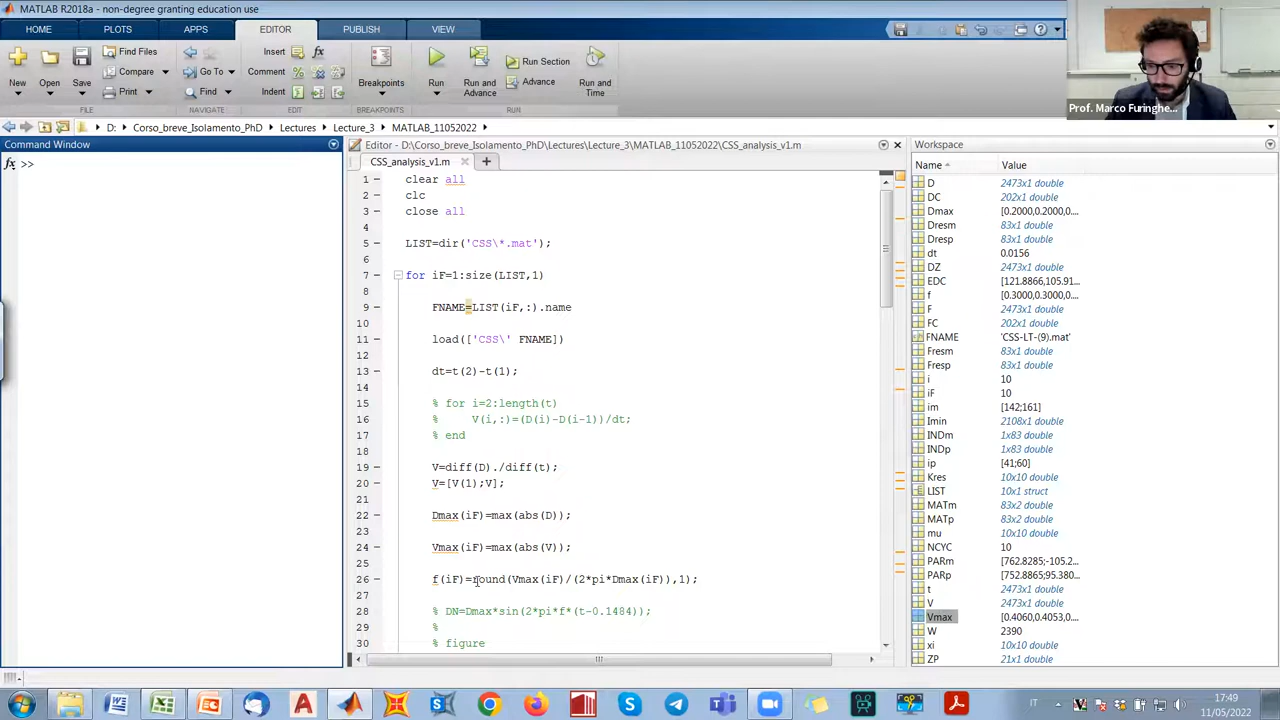 MATLAB R2018a - non-degree granting education use
HOME PLOTS APPS EDITOR PUBLISH VIEW
New Open Save Find Files Compare Print Go To Find Insert fx Comment Indent Breakpoints Run Run and Advance Run Section Advance Run and Time
FILE NAVIGATE EDIT BREAKPOINTS RUN
Prof. Marco Furinghe...
D: Corso_breve_Isolamento_PhD Lectures Lecture_3 MATLAB_11052022
Command Window
fx >>
Editor - D:\Corso_breve_Isolamento_PhD\Lectures\Lecture_3\MATLAB_11052022\CSS_analysis_v1.m
CSS_analysis_v1.m
1 clear all
2 clc
3 close all
4
5 LIST=dir('CSS\*.mat');
6
7 for iF=1:size(LIST,1)
8
9 FNAME=LIST(iF,:).name
10
11 load(['CSS\' FNAME])
12
13 dt=t(2)-t(1);
14
15 % for i=2:length(t)
16 % V(i,:)=(D(i)-D(i-1))/dt;
17 % end
18
19 V=diff(D)./diff(t);
20 V=[V(1);V];
21
22 Dmax(iF)=max(abs(D));
23
24 Vmax(iF)=max(abs(V));
25
26 f(iF)=round(Vmax(iF)/(2*pi*Dmax(iF)),1);
27
28 % DN=Dmax*sin(2*pi*f*(t-0.1484));
29 %
30 % figure
Workspace
Name Value
D 2473x1 double
DC 202x1 double
Dmax [0.2000,0.2000,0....
Dresm 83x1 double
Dresp 83x1 double
dt 0.0156
DZ 2473x1 double
EDC [121.8866,105.91...
f [0.3000,0.3000,0....
F 2473x1 double
FC 202x1 double
FNAME 'CSS-LT-(9).mat'
Fresm 83x1 double
Fresp 83x1 double
i 10
iF 10
im [142;161]
Imin 2108x1 double
INDm 1x83 double
INDp 1x83 double
ip [41;60]
Kres 10x10 double
LIST 10x1 struct
MATm 83x2 double
MATp 83x2 double
mu 10x10 double
NCYC 10
PARm [762.8285;-105.2...
PARp [752.8865;95.380...
t 2473x1 double
V 2473x1 double
Vmax [0.4060,0.4053,0....
W 2390
xi 10x10 double
ZP 21x1 double
IT
17:49
11/05/2022